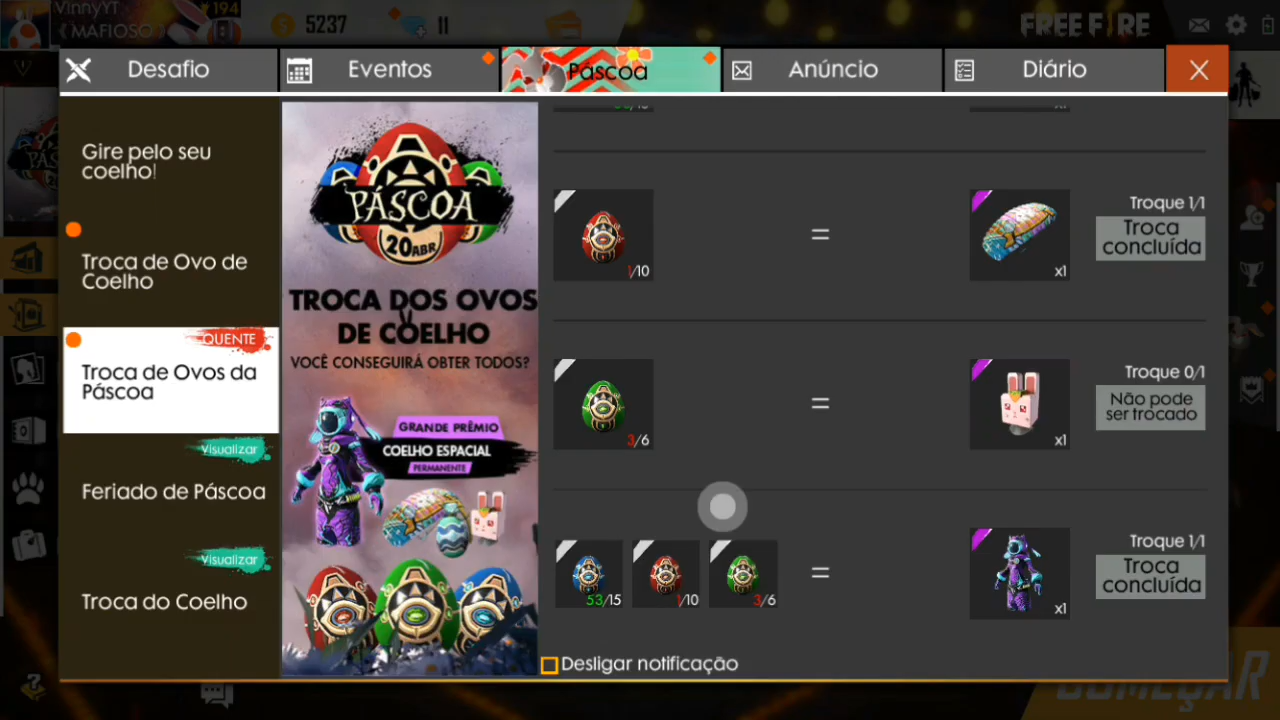 VinnyYT
194
《MAFIOSO》
5237
11
FREE FIRE
Desafio
Eventos
Páscoa
Anúncio
Diário
Gire pelo seu
coelho!
Troca de Ovo de
Coelho
QUENTE
Troca de Ovos da
Páscoa
Visualizar
Feriado de Páscoa
Visualizar
Troca do Coelho
PÁSCOA
20ABR
TROCA DOS OVOS
DE COELHO
VOCÊ CONSEGUIRÁ OBTER TODOS?
GRANDE PRÊMIO
COELHO ESPACIAL
PERMANENTE
x1
1/10
=
x1
Troque 1/1
Troca
concluída
3/6
=
x1
Troque 0/1
Não pode
ser trocado
53/15
1/10
3/6
=
x1
Troque 1/1
Troca
concluída
Desligar notificação
COMEÇAR